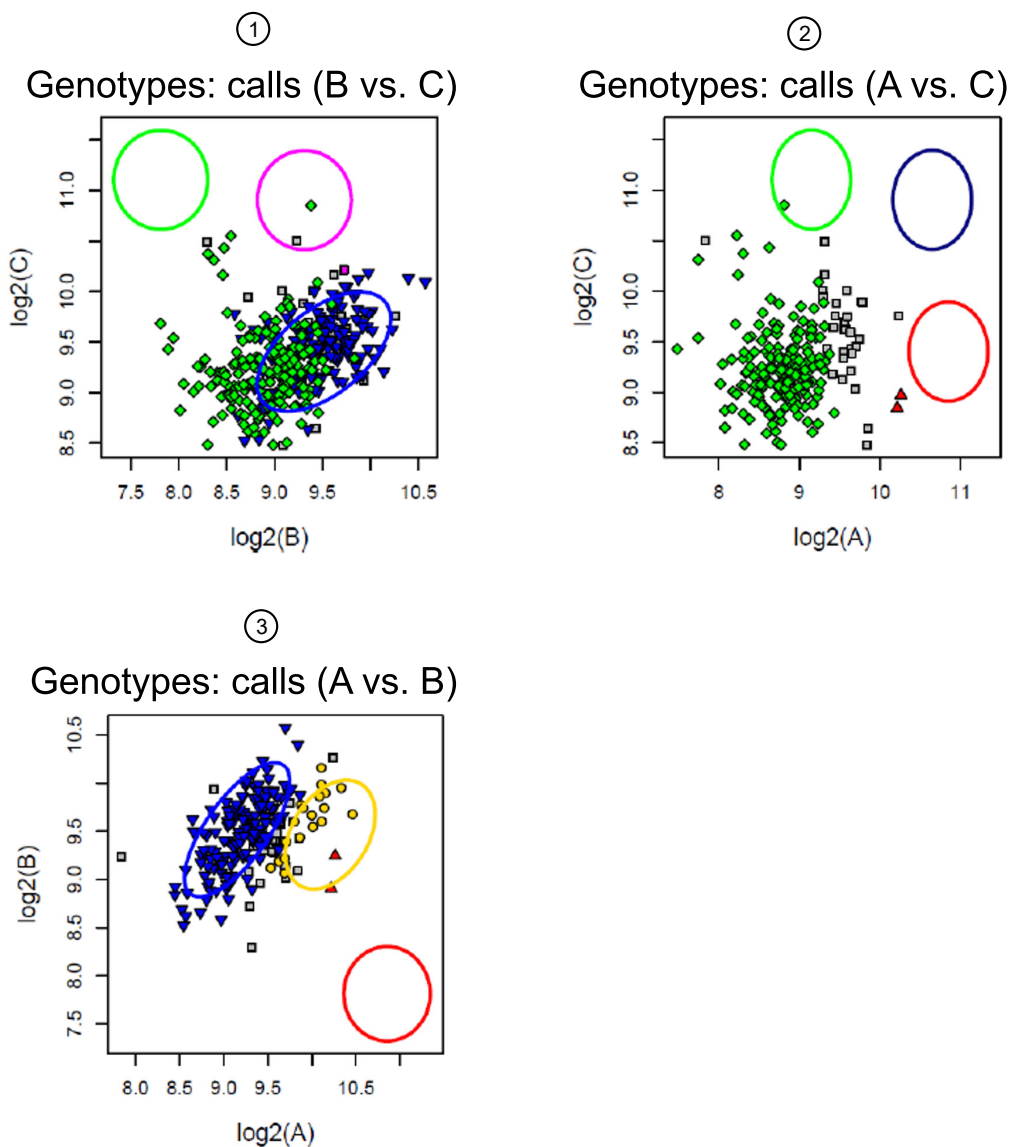 ①
Genotypes: calls (B vs. C)
log2(C)
11.0
10.0
9.5
9.0
8.5
7.5 8.0 8.5 9.0 9.5 10.5
log2(B)
②
Genotypes: calls (A vs. C)
log2(C)
11.0
10.0
9.5
9.0
8.5
8 9 10 11
log2(A)
③
Genotypes: calls (A vs. B)
log2(B)
10.5
9.5
9.0
8.5
8.0
7.5
8.0 8.5 9.0 9.5 10.5
log2(A)